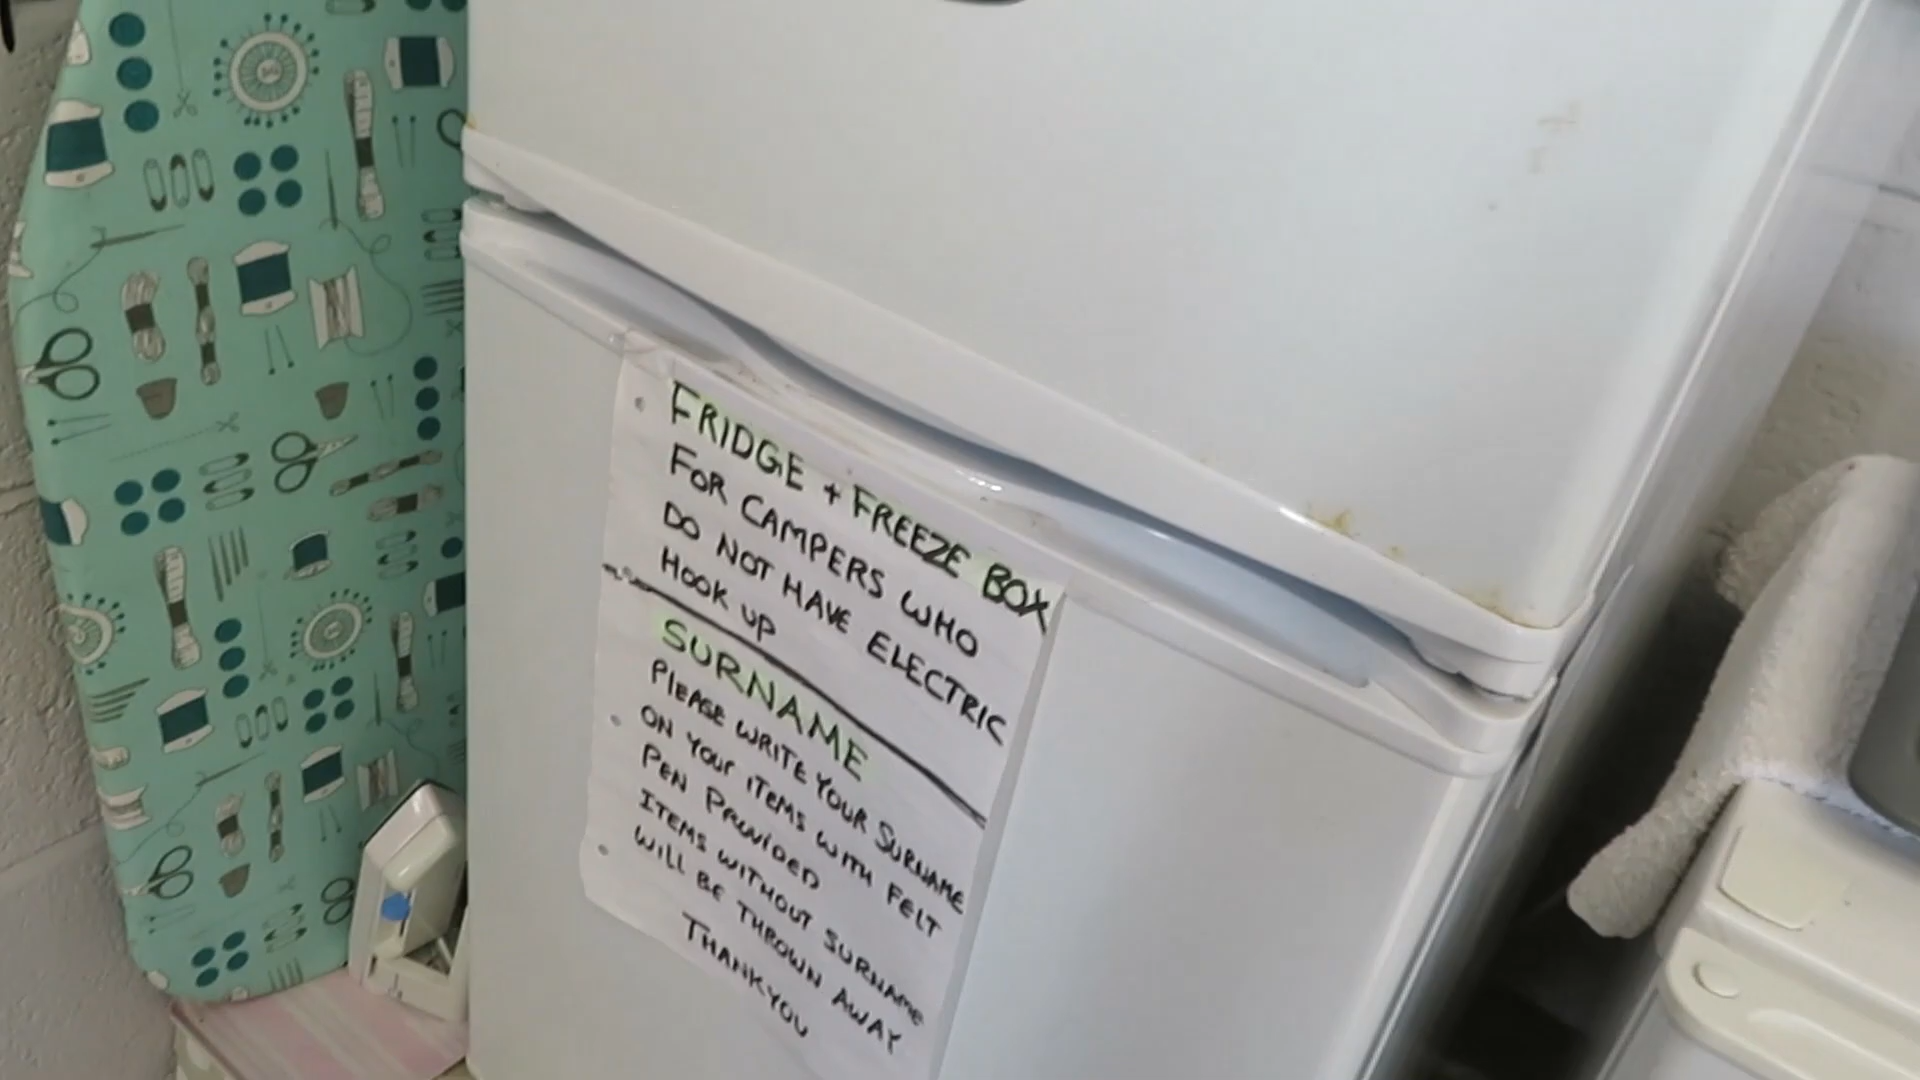 FRIDGE + FREEZE BOX
FOR CAMPERS WHO
DO NOT HAVE ELECTRIC
HOOK UP
SURNAME
PLEASE WRITE YOUR SURNAME
ON YOUR ITEMS WITH FELT
PEN PROVIDED
ITEMS WITHOUT SURNAME
WILL BE THROWN AWAY
THANKYOU